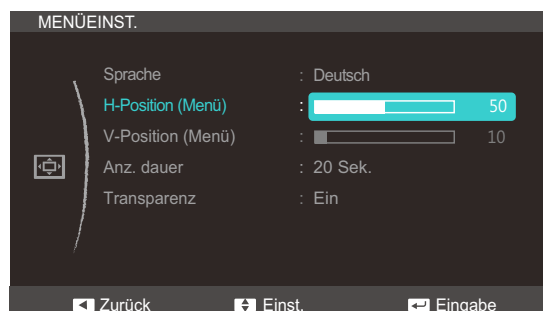 MENÜEINST.
Sprache : Deutsch
H-Position (Menü) : 50
V-Position (Menü) : 10
Anz. dauer : 20 Sek.
Transparenz : Ein
Zurück Einst. Eingabe